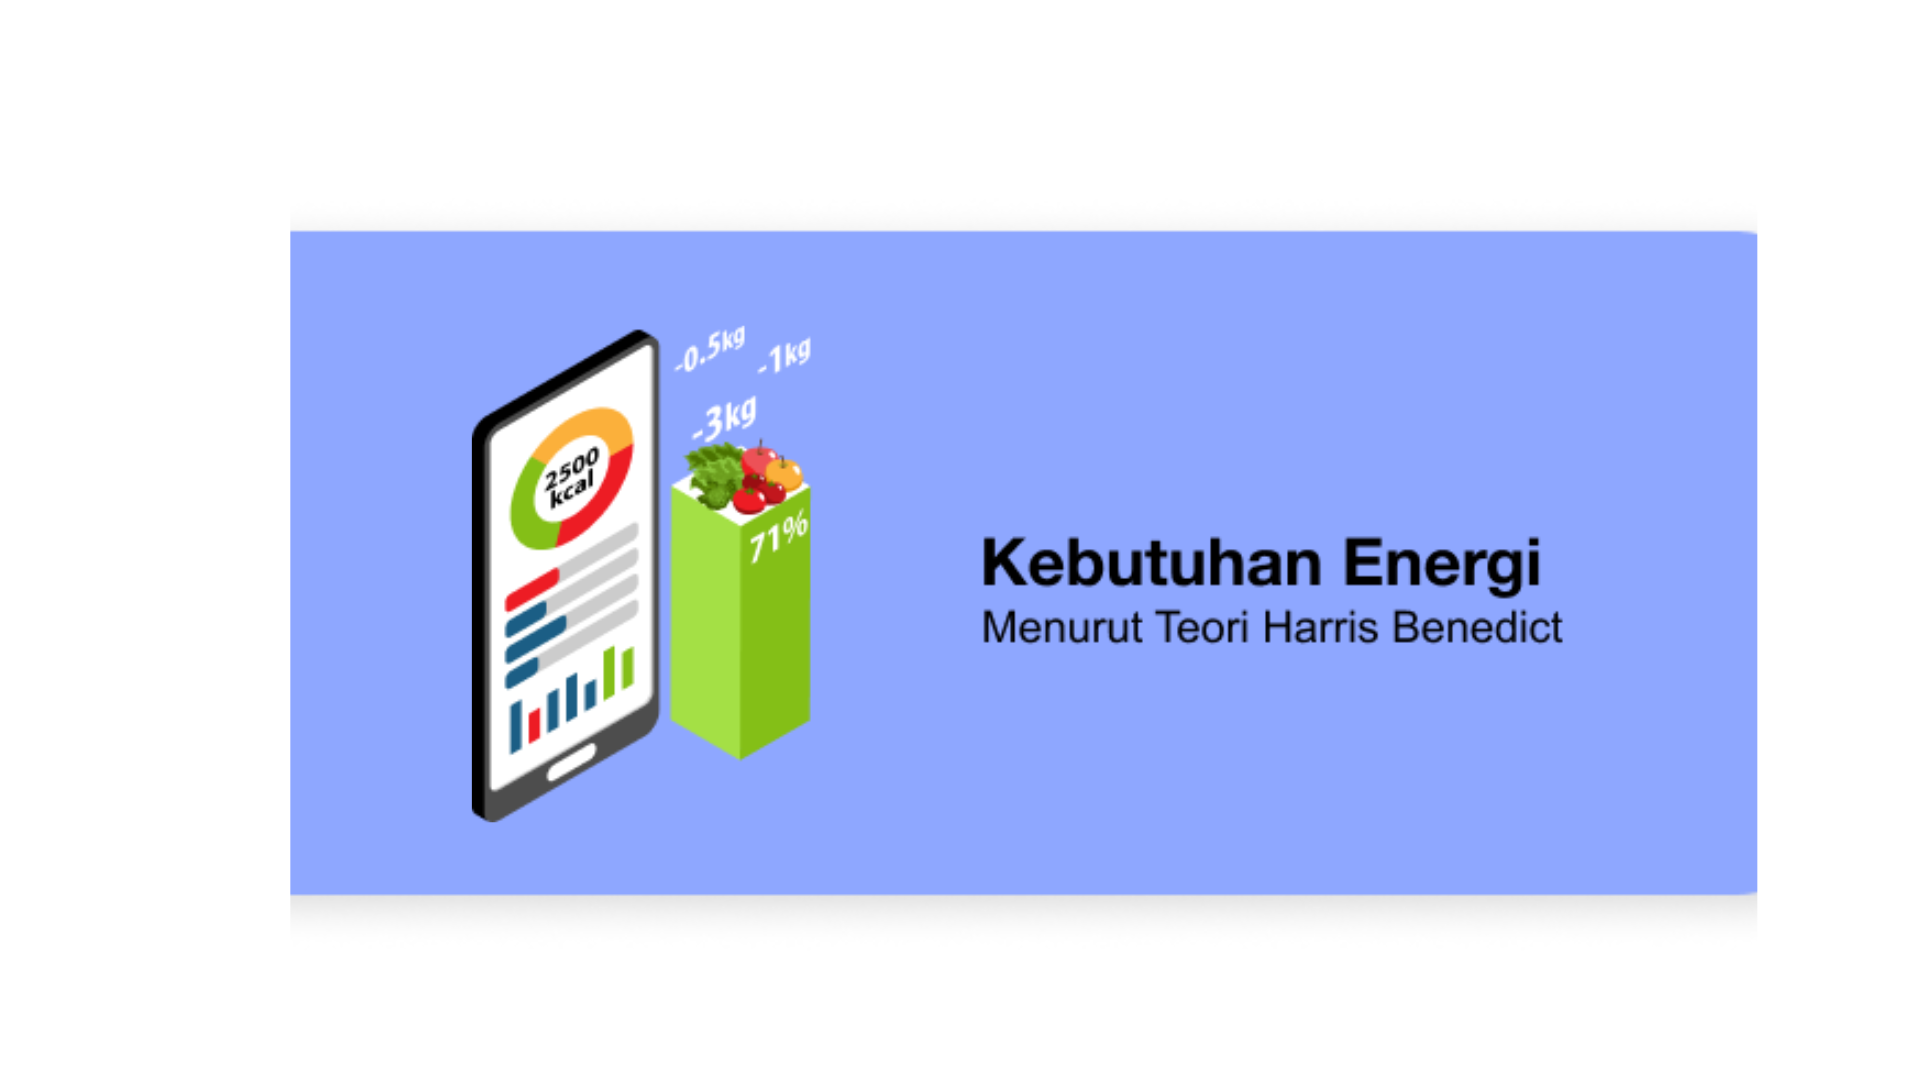 -0.5kg
-1kg
-3kg
2500
kcal
71%
Kebutuhan Energi
Menurut Teori Harris Benedict